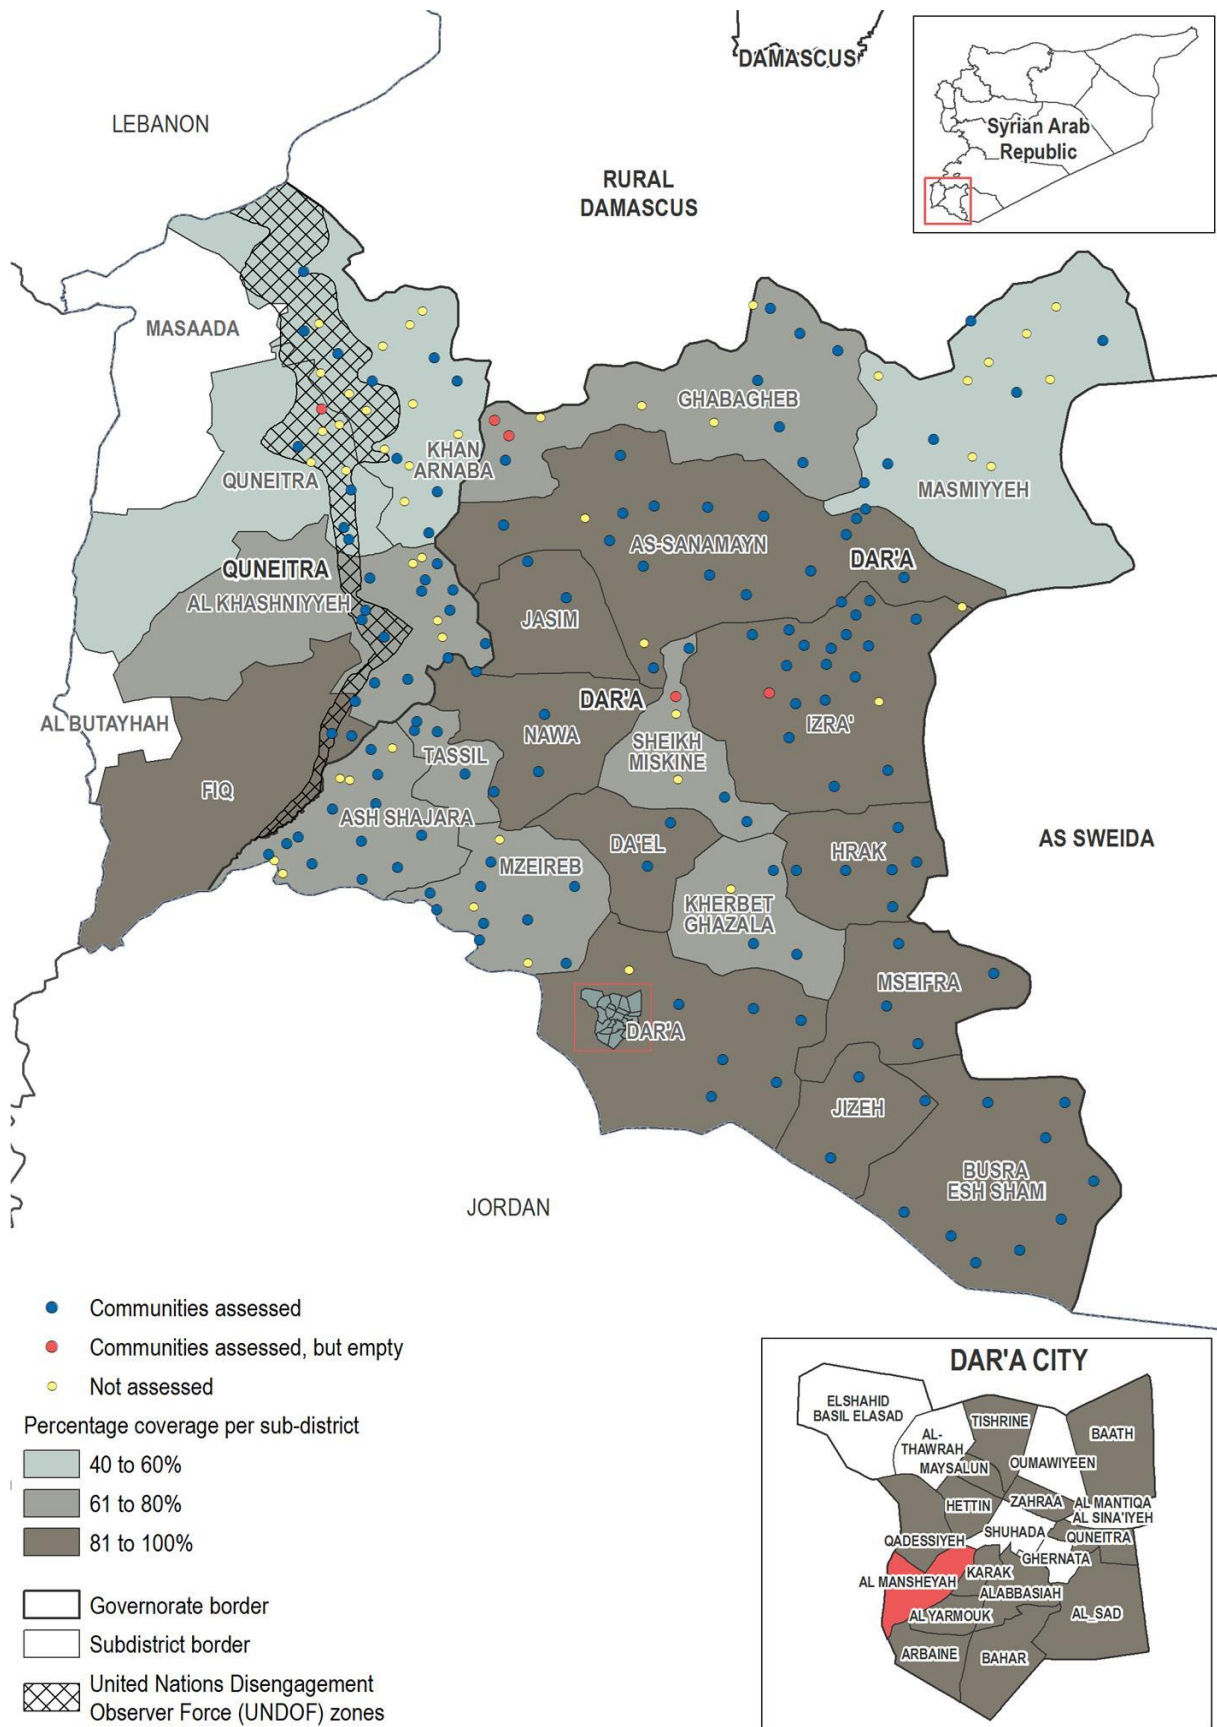 DAMASCUS
LEBANON
Syrian Arab
Republic
RURAL
DAMASCUS
MASAADA
GHABAGHEB
KHAN
ARNABA
QUNEITRA
MASMIYYEH
AS-SANAMAYN
DAR'A
QUNEITRA
AL KHASHNIYYEH
JASIM
DAR'A
AL BUTAYHAH
NAWA
IZRA'
SHEIKH
MISKINE
TASSIL
FIQ
ASH SHAJARA
DA'EL
HRAK
AS SWEIDA
MZEIREB
KHERBET
GHAZALA
MSEIFRA
DAR'A
JIZEH
BUSRA
ESH SHAM
JORDAN
Communities assessed
Communities assessed, but empty
Not assessed
Percentage coverage per sub-district
40 to 60%
61 to 80%
81 to 100%
Governorate border
Subdistrict border
United Nations Disengagement
Observer Force (UNDOF) zones
DAR'A CITY
ELSHAHID
BASIL ELASAD
TISHRINE
BAATH
AL-
THAWRAH
MAYSALUN
OUMAWIYEEN
HETTIN
ZAHRAA
AL MANTIQA
AL SINA'IYEH
SHUHADA
QUNEITRA
QADESSIYEH
GHERNATA
KARAK
AL MANSHEYAH
ALABBASIAH
AL YARMOUK
AL_SAD
ARBAINE
BAHAR